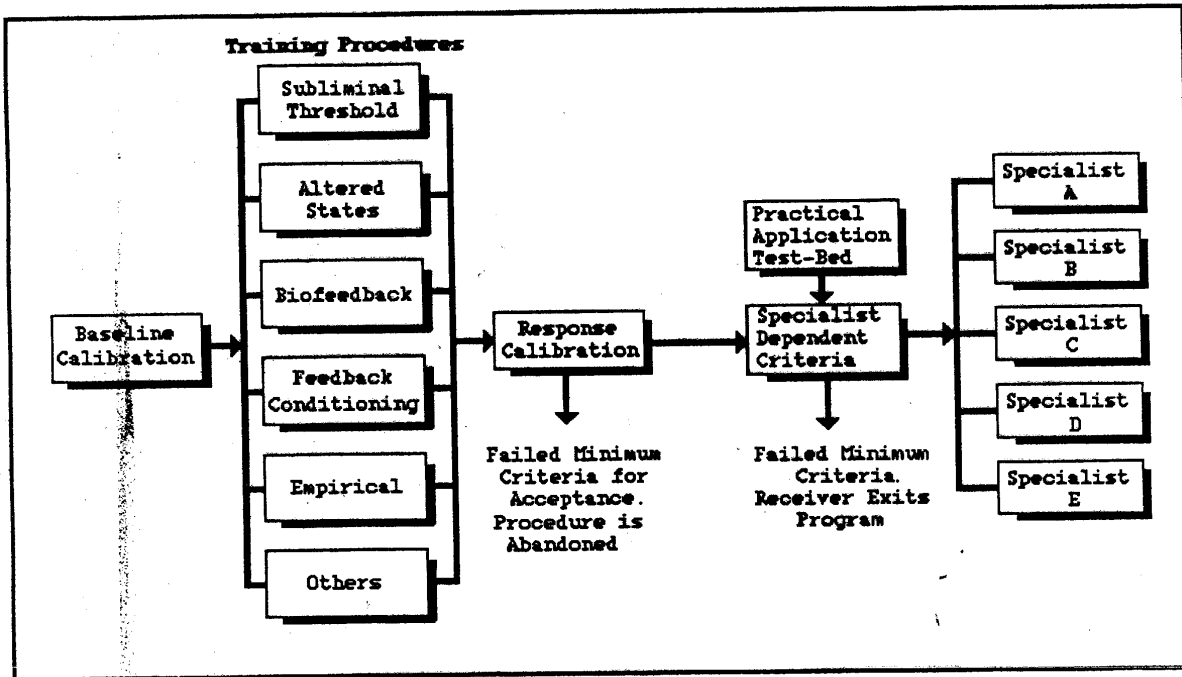 Training Procedures
Subliminal
Threshold
Altered
States
Biofeedback
Feedback
Conditioning
Empirical
Others
Baseline
Calibration
Response
Calibration
Failed Minimum
Criteria for
Acceptance.
Procedure is
Abandoned
Practical
Application
Test-Bed
Specialist
Dependent
Criteria
Failed Minimum
Criteria.
Receiver Exits
Program
Specialist
A
Specialist
B
Specialist
C
Specialist
D
Specialist
E